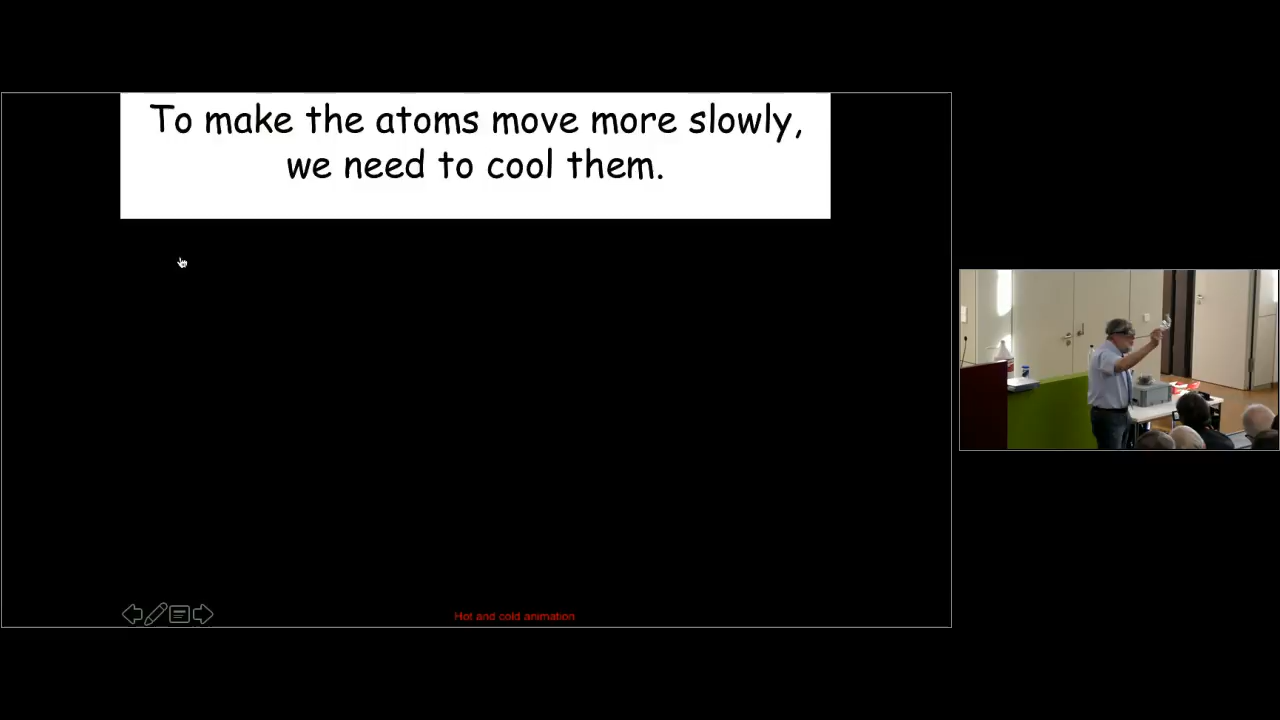 To make the atoms move more slowly,
we need to cool them.
Hot and cold animation